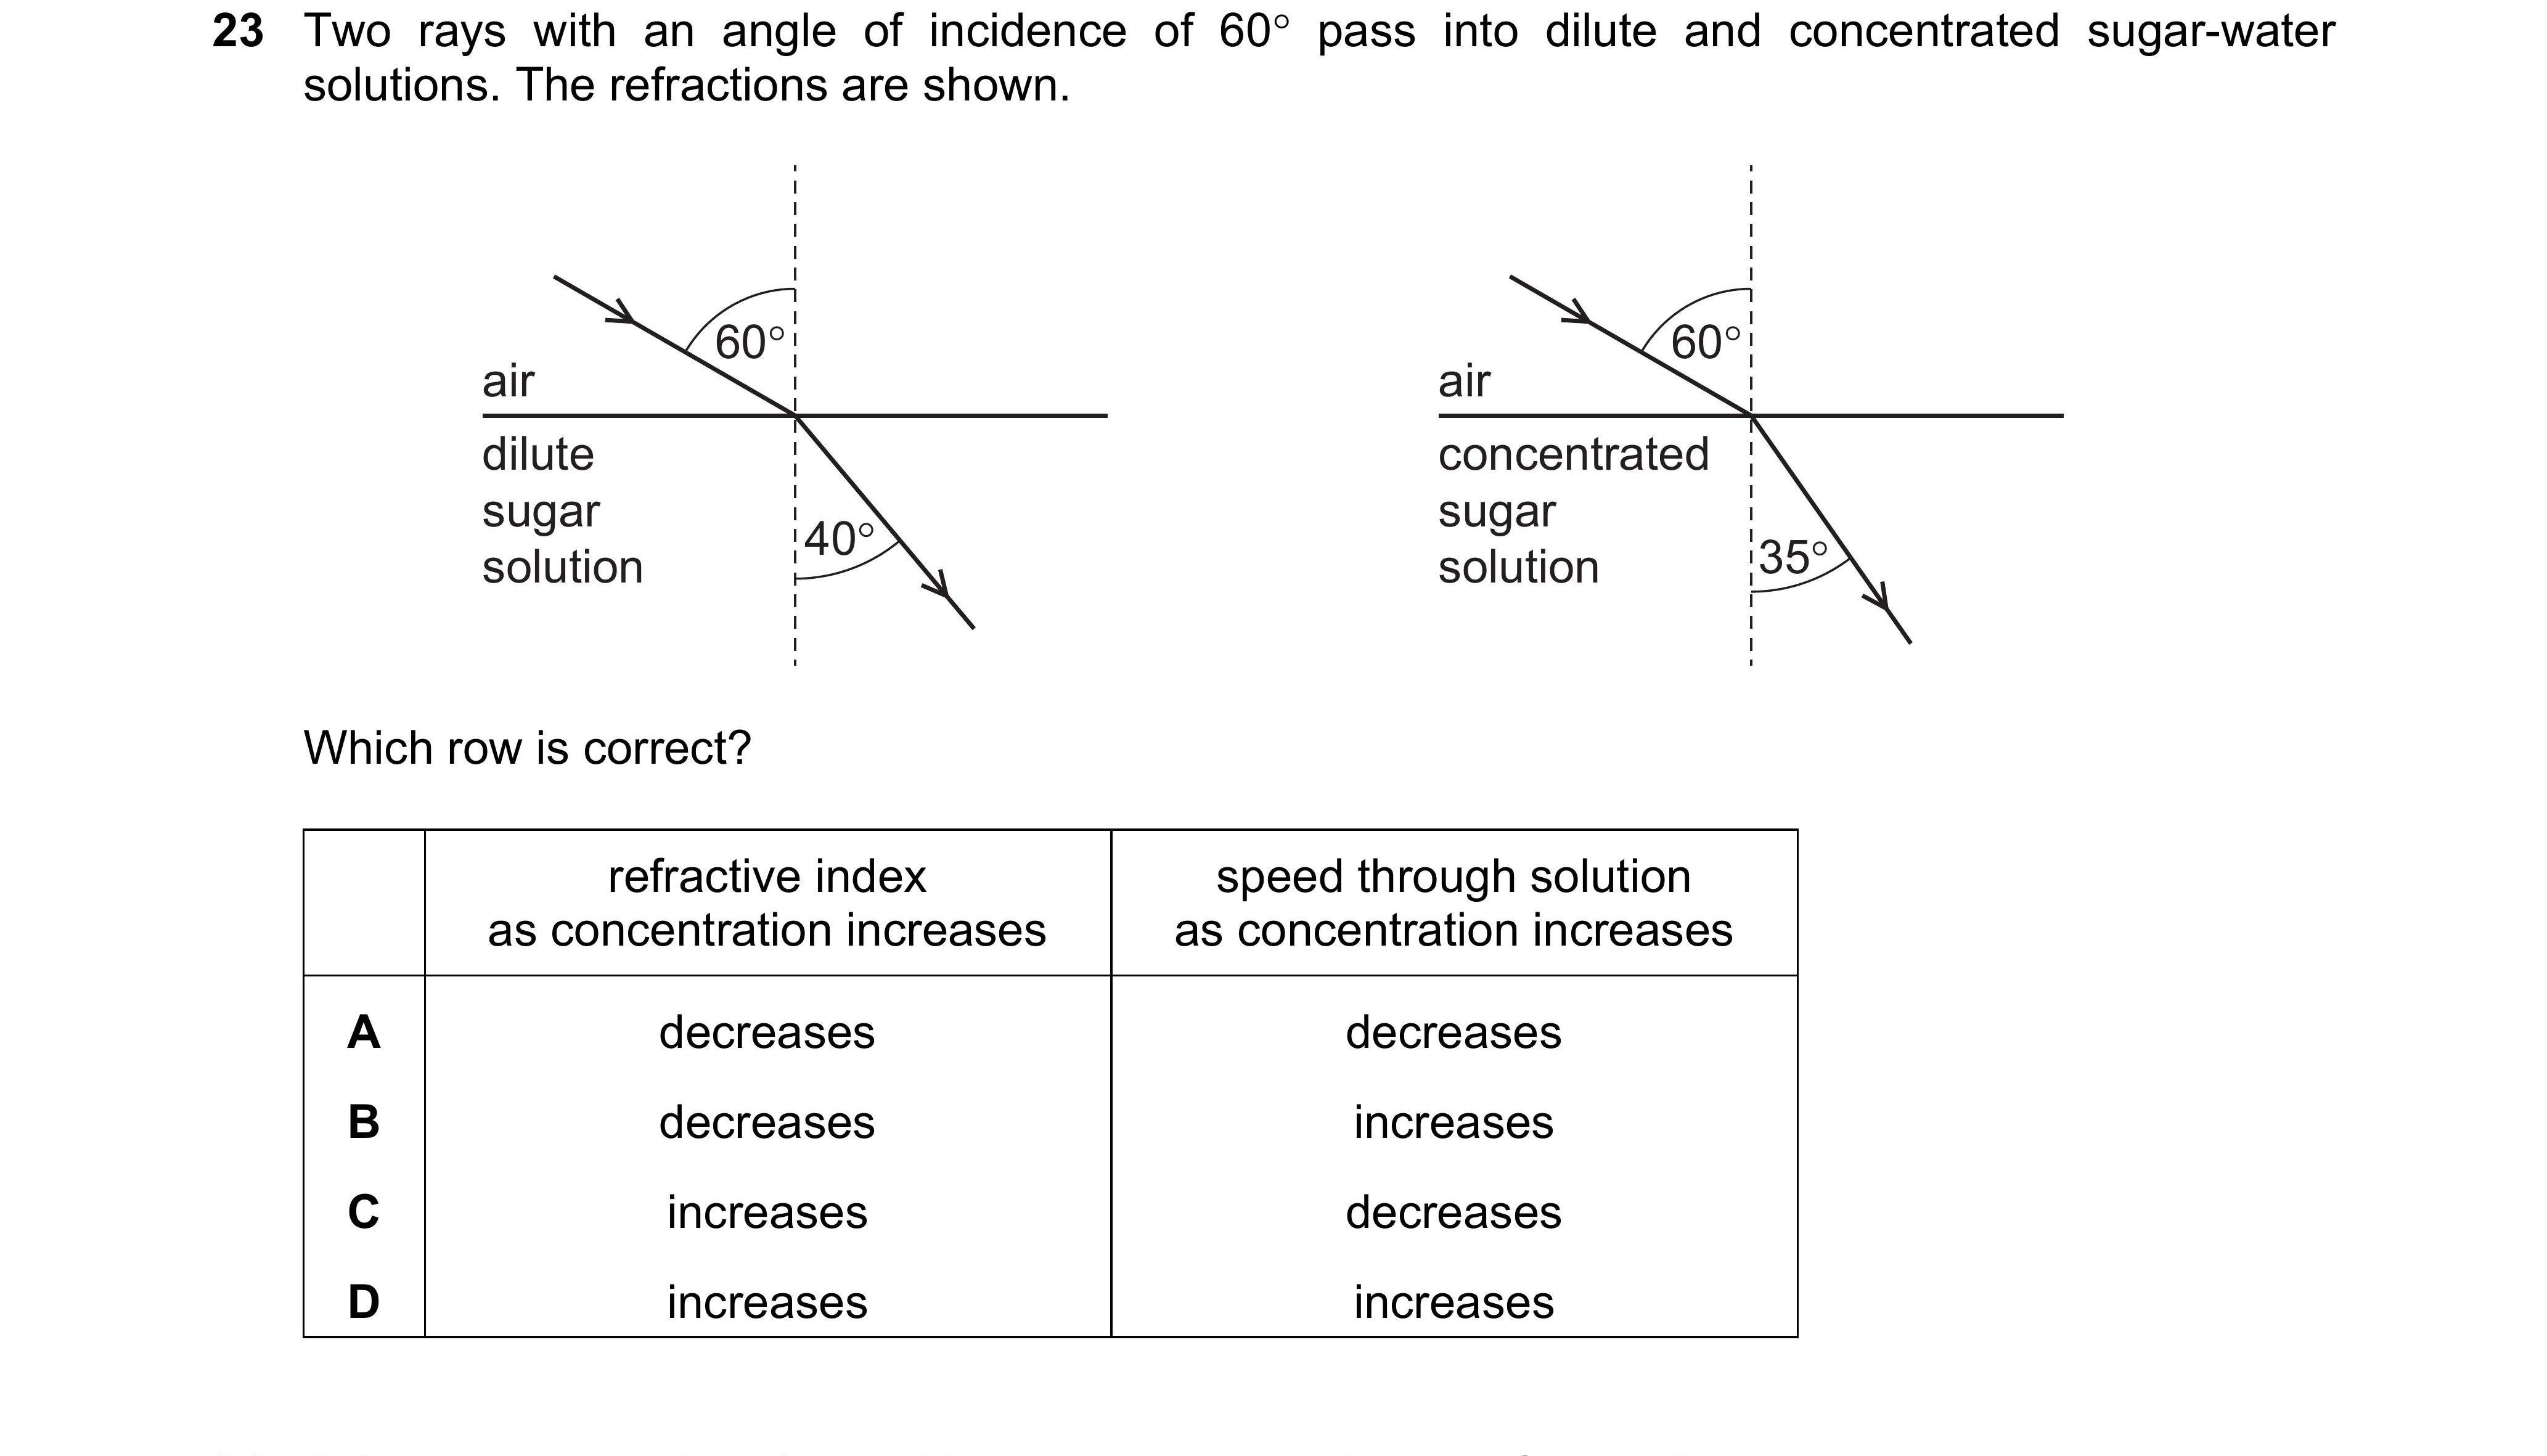 23 Two rays with an angle of incidence of 60° pass into dilute and concentrated sugar-water
solutions. The refractions are shown.
60°
air
dilute
sugar
solution
40°
60°
air
concentrated
sugar
solution
35°
Which row is correct?
refractive index
as concentration increases
speed through solution
as concentration increases
A decreases decreases
B decreases increases
C increases decreases
D increases increases